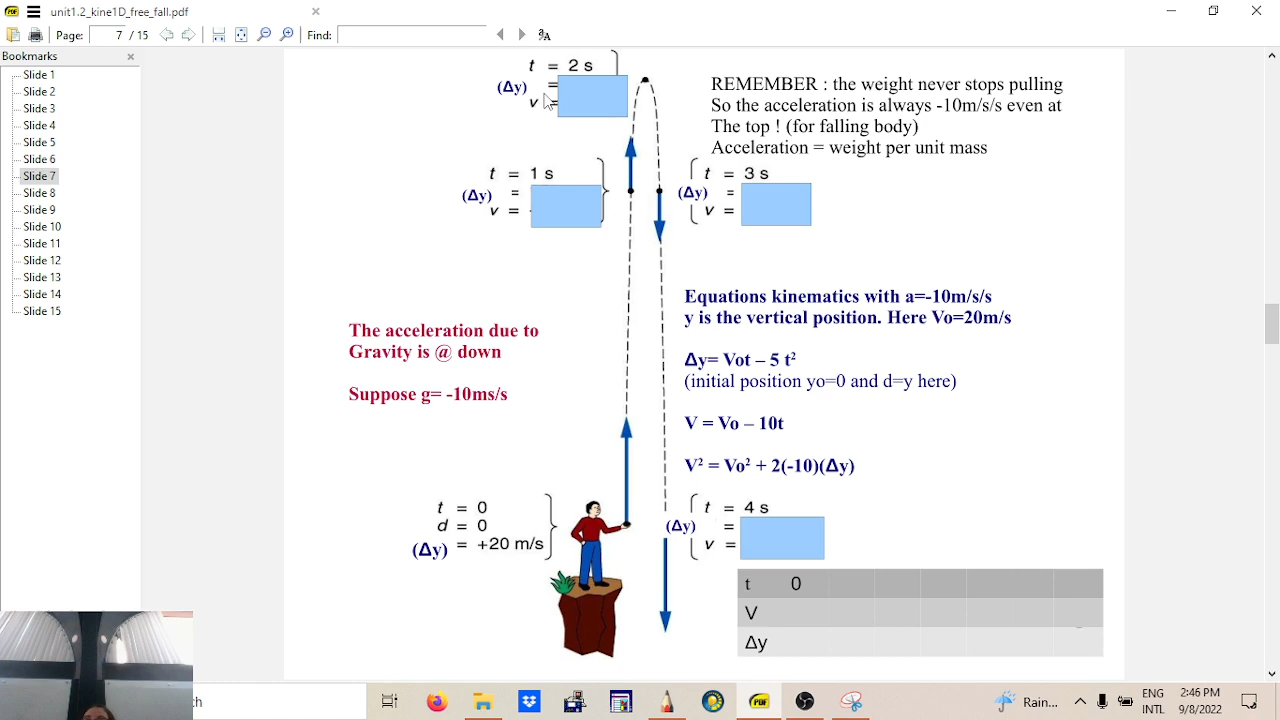 unit1.2_kine1D_free_fall.pdf
Page: 7 / 15 Find:
Bookmarks
Slide 1
Slide 2
Slide 3
Slide 4
Slide 5
Slide 6
Slide 7
Slide 8
Slide 9
Slide 10
Slide 11
Slide 12
Slide 13
Slide 14
Slide 15
t = 2 s
(Δy) =
v =
REMEMBER : the weight never stops pulling
So the acceleration is always -10m/s/s even at
The top ! (for falling body)
Acceleration = weight per unit mass
t = 1 s
(Δy) =
v =
t = 3 s
(Δy) =
v =
Equations kinematics with a=-10m/s/s
y is the vertical position. Here Vo=20m/s
The acceleration due to
Gravity is @ down
Suppose g= -10ms/s
Δy= Vot – 5 t²
(initial position yo=0 and d=y here)
V = Vo – 10t
V² = Vo² + 2(-10)(Δy)
t = 0
d = 0
(Δy) = +20 m/s
t = 4 s
(Δy) =
v =
t 0
V
Δy
ch
Rain...
ENG
INTL
2:46 PM
9/8/2022